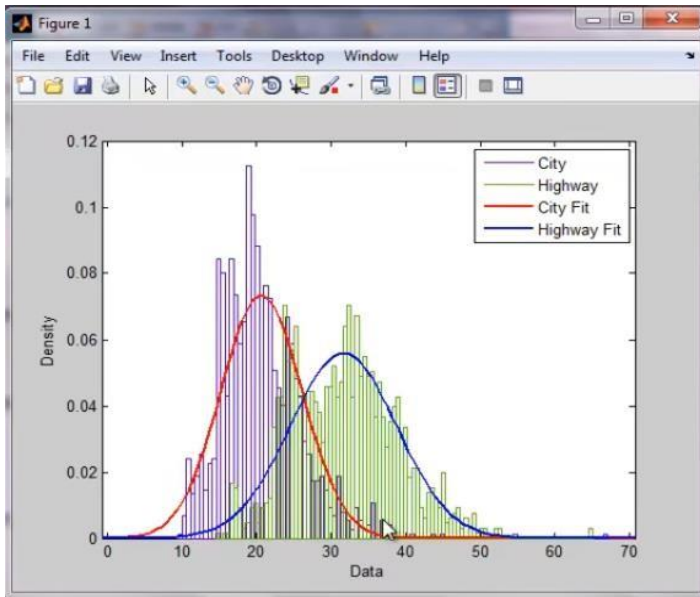 Figure 1
File Edit View Insert Tools Desktop Window Help
0.12
0.1
0.08
0.06
0.04
0.02
0
Density
City
Highway
City Fit
Highway Fit
0 10 20 30 40 50 60 70
Data